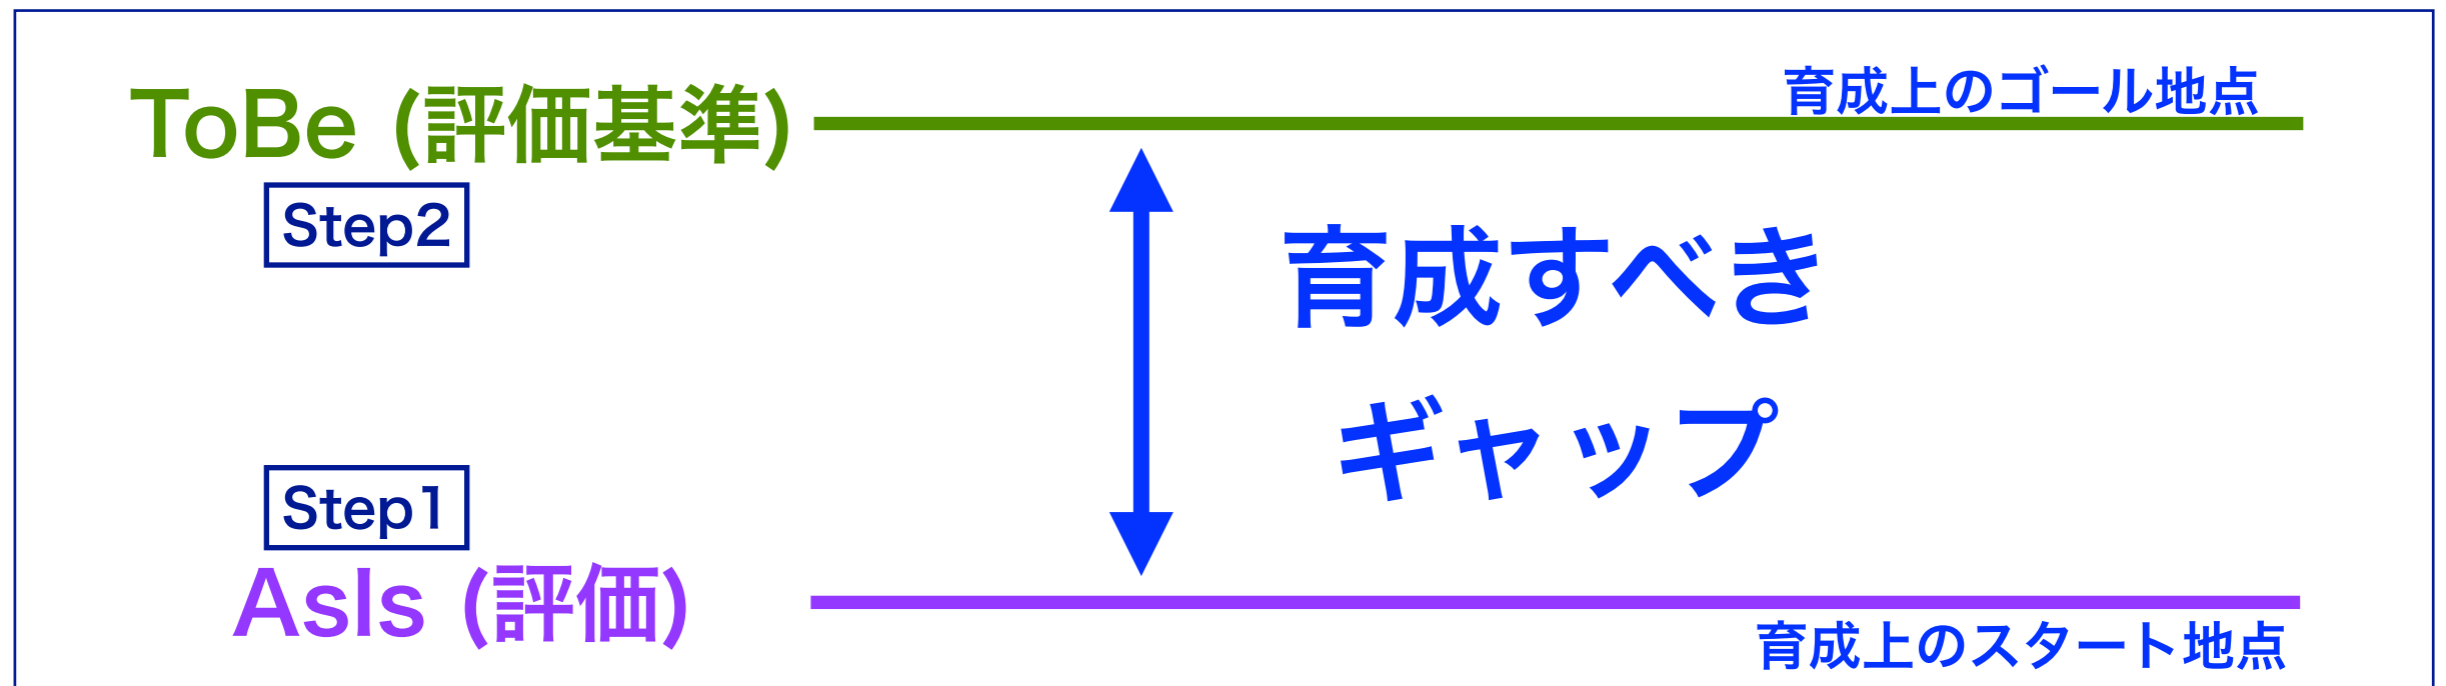 育成上のゴール地点
ToBe (評価基準)
Step2
育成すべき
ギャップ
Step1
AsIs (評価)
育成上のスタート地点